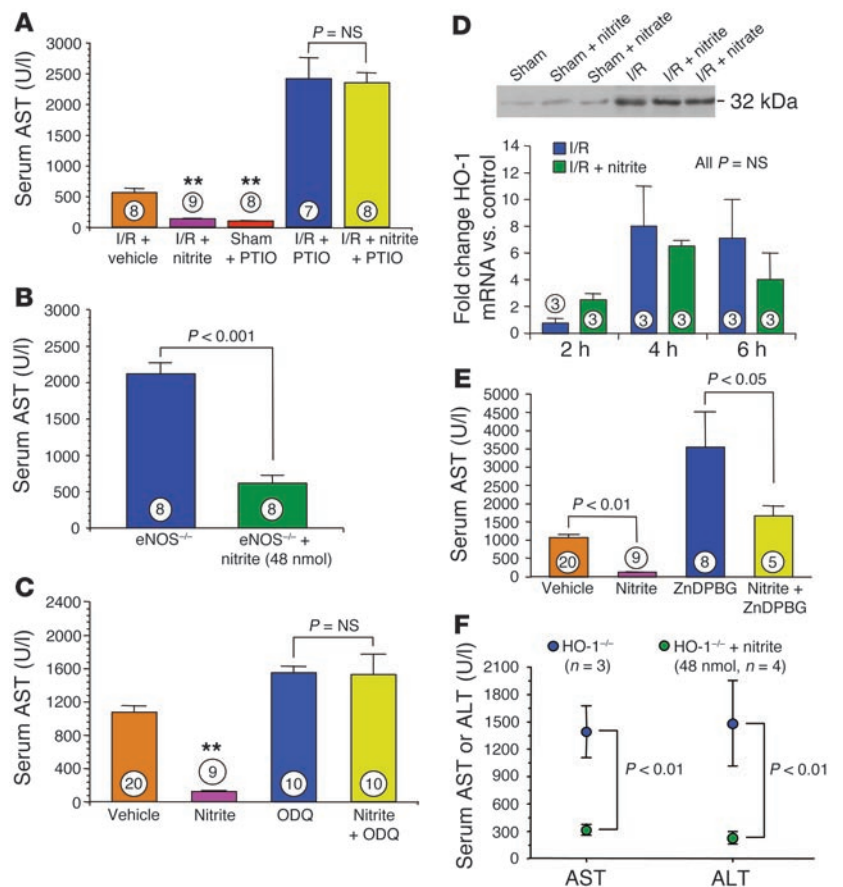 A
P = NS
Serum AST (U/l)
3000
2500
2000
1500
1000
500
0
**
**
8
9
8
7
8
I/R + vehicle
I/R + nitrite
Sham + PTIO
I/R + PTIO
I/R + nitrite + PTIO
B
Serum AST (U/l)
3000
2500
2000
1500
1000
500
0
P < 0.001
8
8
eNOS–/–
eNOS–/– +
nitrite (48 nmol)
C
Serum AST (U/l)
2400
2000
1600
1200
800
400
0
P = NS
**
20
9
10
10
Vehicle
Nitrite
ODQ
Nitrite
+ ODQ
D
Sham
Sham + nitrite
Sham + nitrate
I/R
I/R + nitrite
I/R + nitrate
- 32 kDa
Fold change HO-1
mRNA vs. control
14
12
10
8
6
4
2
0
I/R
I/R + nitrite
All P = NS
3
3
3
3
3
3
2 h
4 h
6 h
E
Serum AST (U/l)
5000
4500
4000
3500
3000
2500
2000
1500
1000
500
0
P < 0.05
P < 0.01
20
9
8
5
Vehicle
Nitrite
ZnDPBG
Nitrite +
ZnDPBG
F
HO-1–/–
(n = 3)
HO-1–/– + nitrite
(48 nmol, n = 4)
Serum AST or ALT (U/l)
2100
1800
1500
1200
900
600
300
0
P < 0.01
P < 0.01
AST
ALT